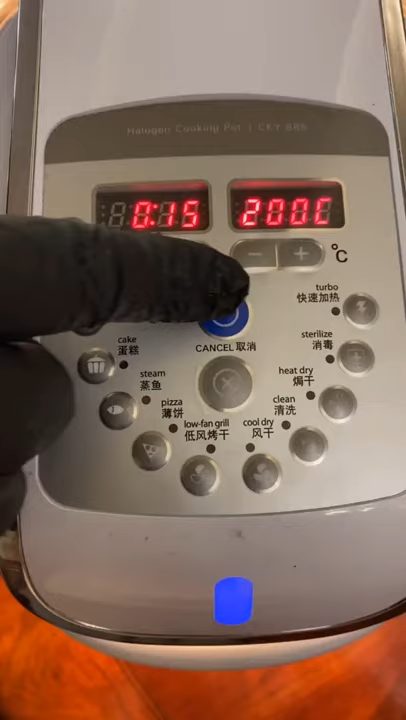 Halogen Cooking Pot | CKY 888
0:15
200C
- + °C
turbo
快速加热
sterilize
消毒
CANCEL 取消
cake
蛋糕
steam
蒸鱼
heat dry
焗干
pizza
薄饼
clean
清洗
low-fan grill
低风烤干
cool dry
风干